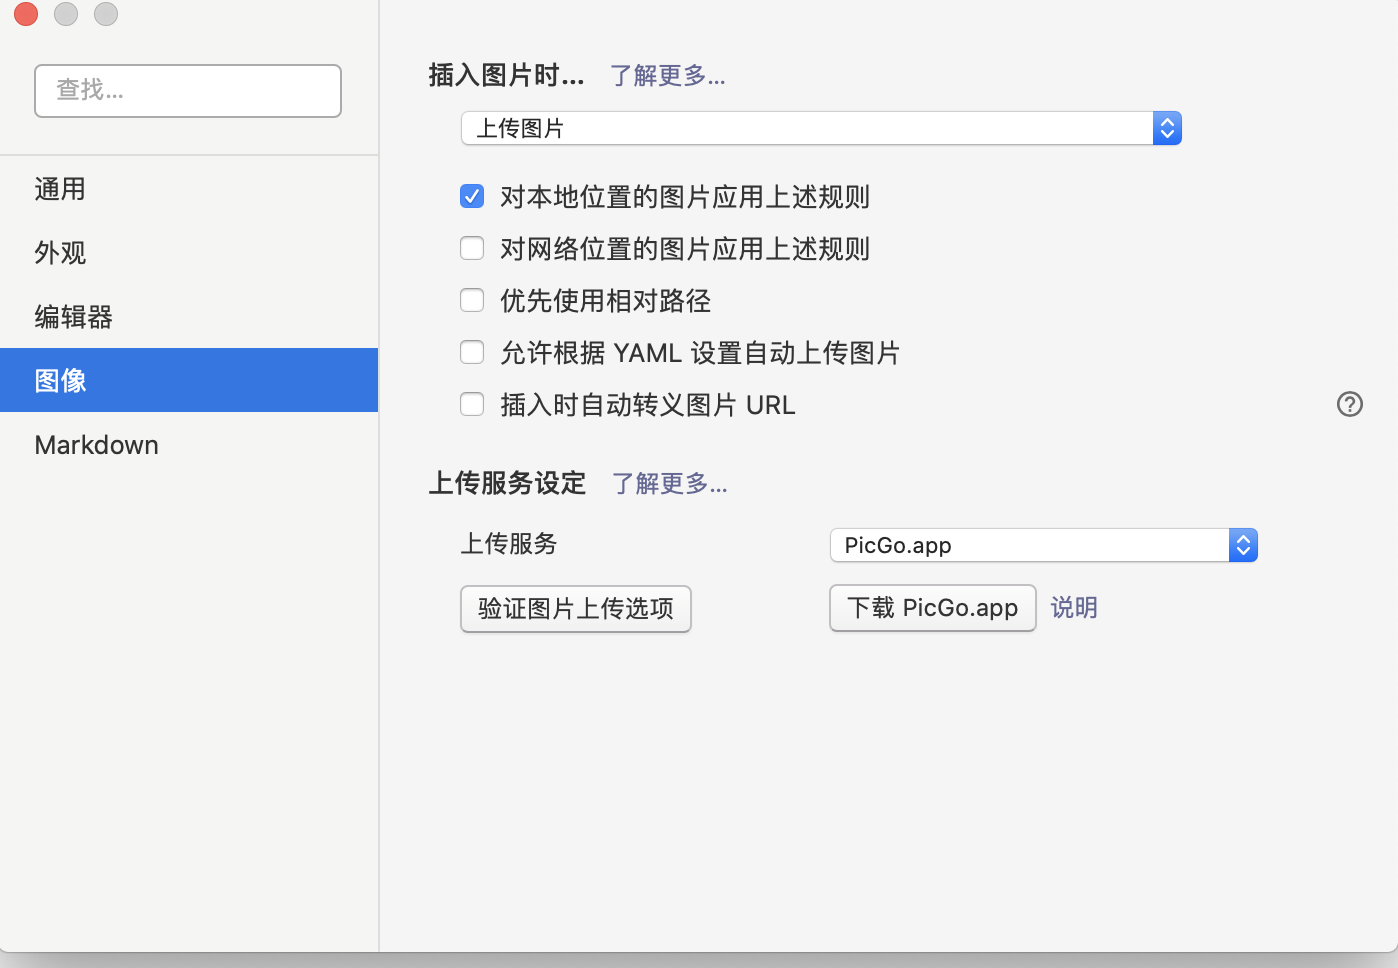 查找...
通用
外观
编辑器
图像
Markdown
插入图片时... 了解更多...
上传图片
对本地位置的图片应用上述规则
对网络位置的图片应用上述规则
优先使用相对路径
允许根据 YAML 设置自动上传图片
插入时自动转义图片 URL
上传服务设定 了解更多...
上传服务 PicGo.app
验证图片上传选项 下载 PicGo.app 说明